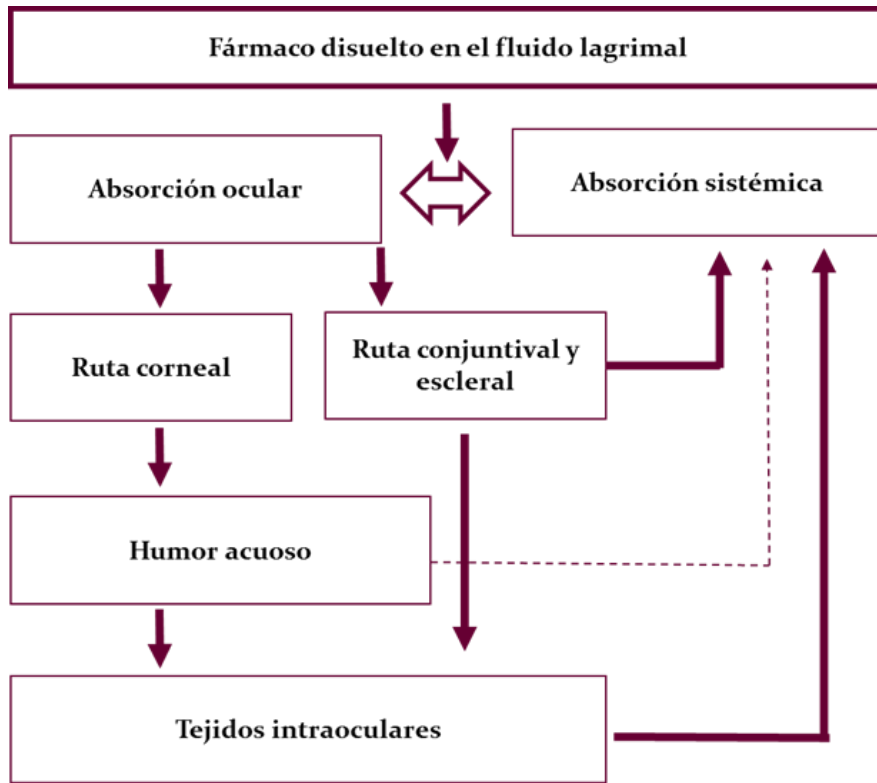 Fármaco disuelto en el fluido lagrimal
Absorción ocular
Absorción sistémica
Ruta corneal
Ruta conjuntival y
escleral
Humor acuoso
Tejidos intraoculares